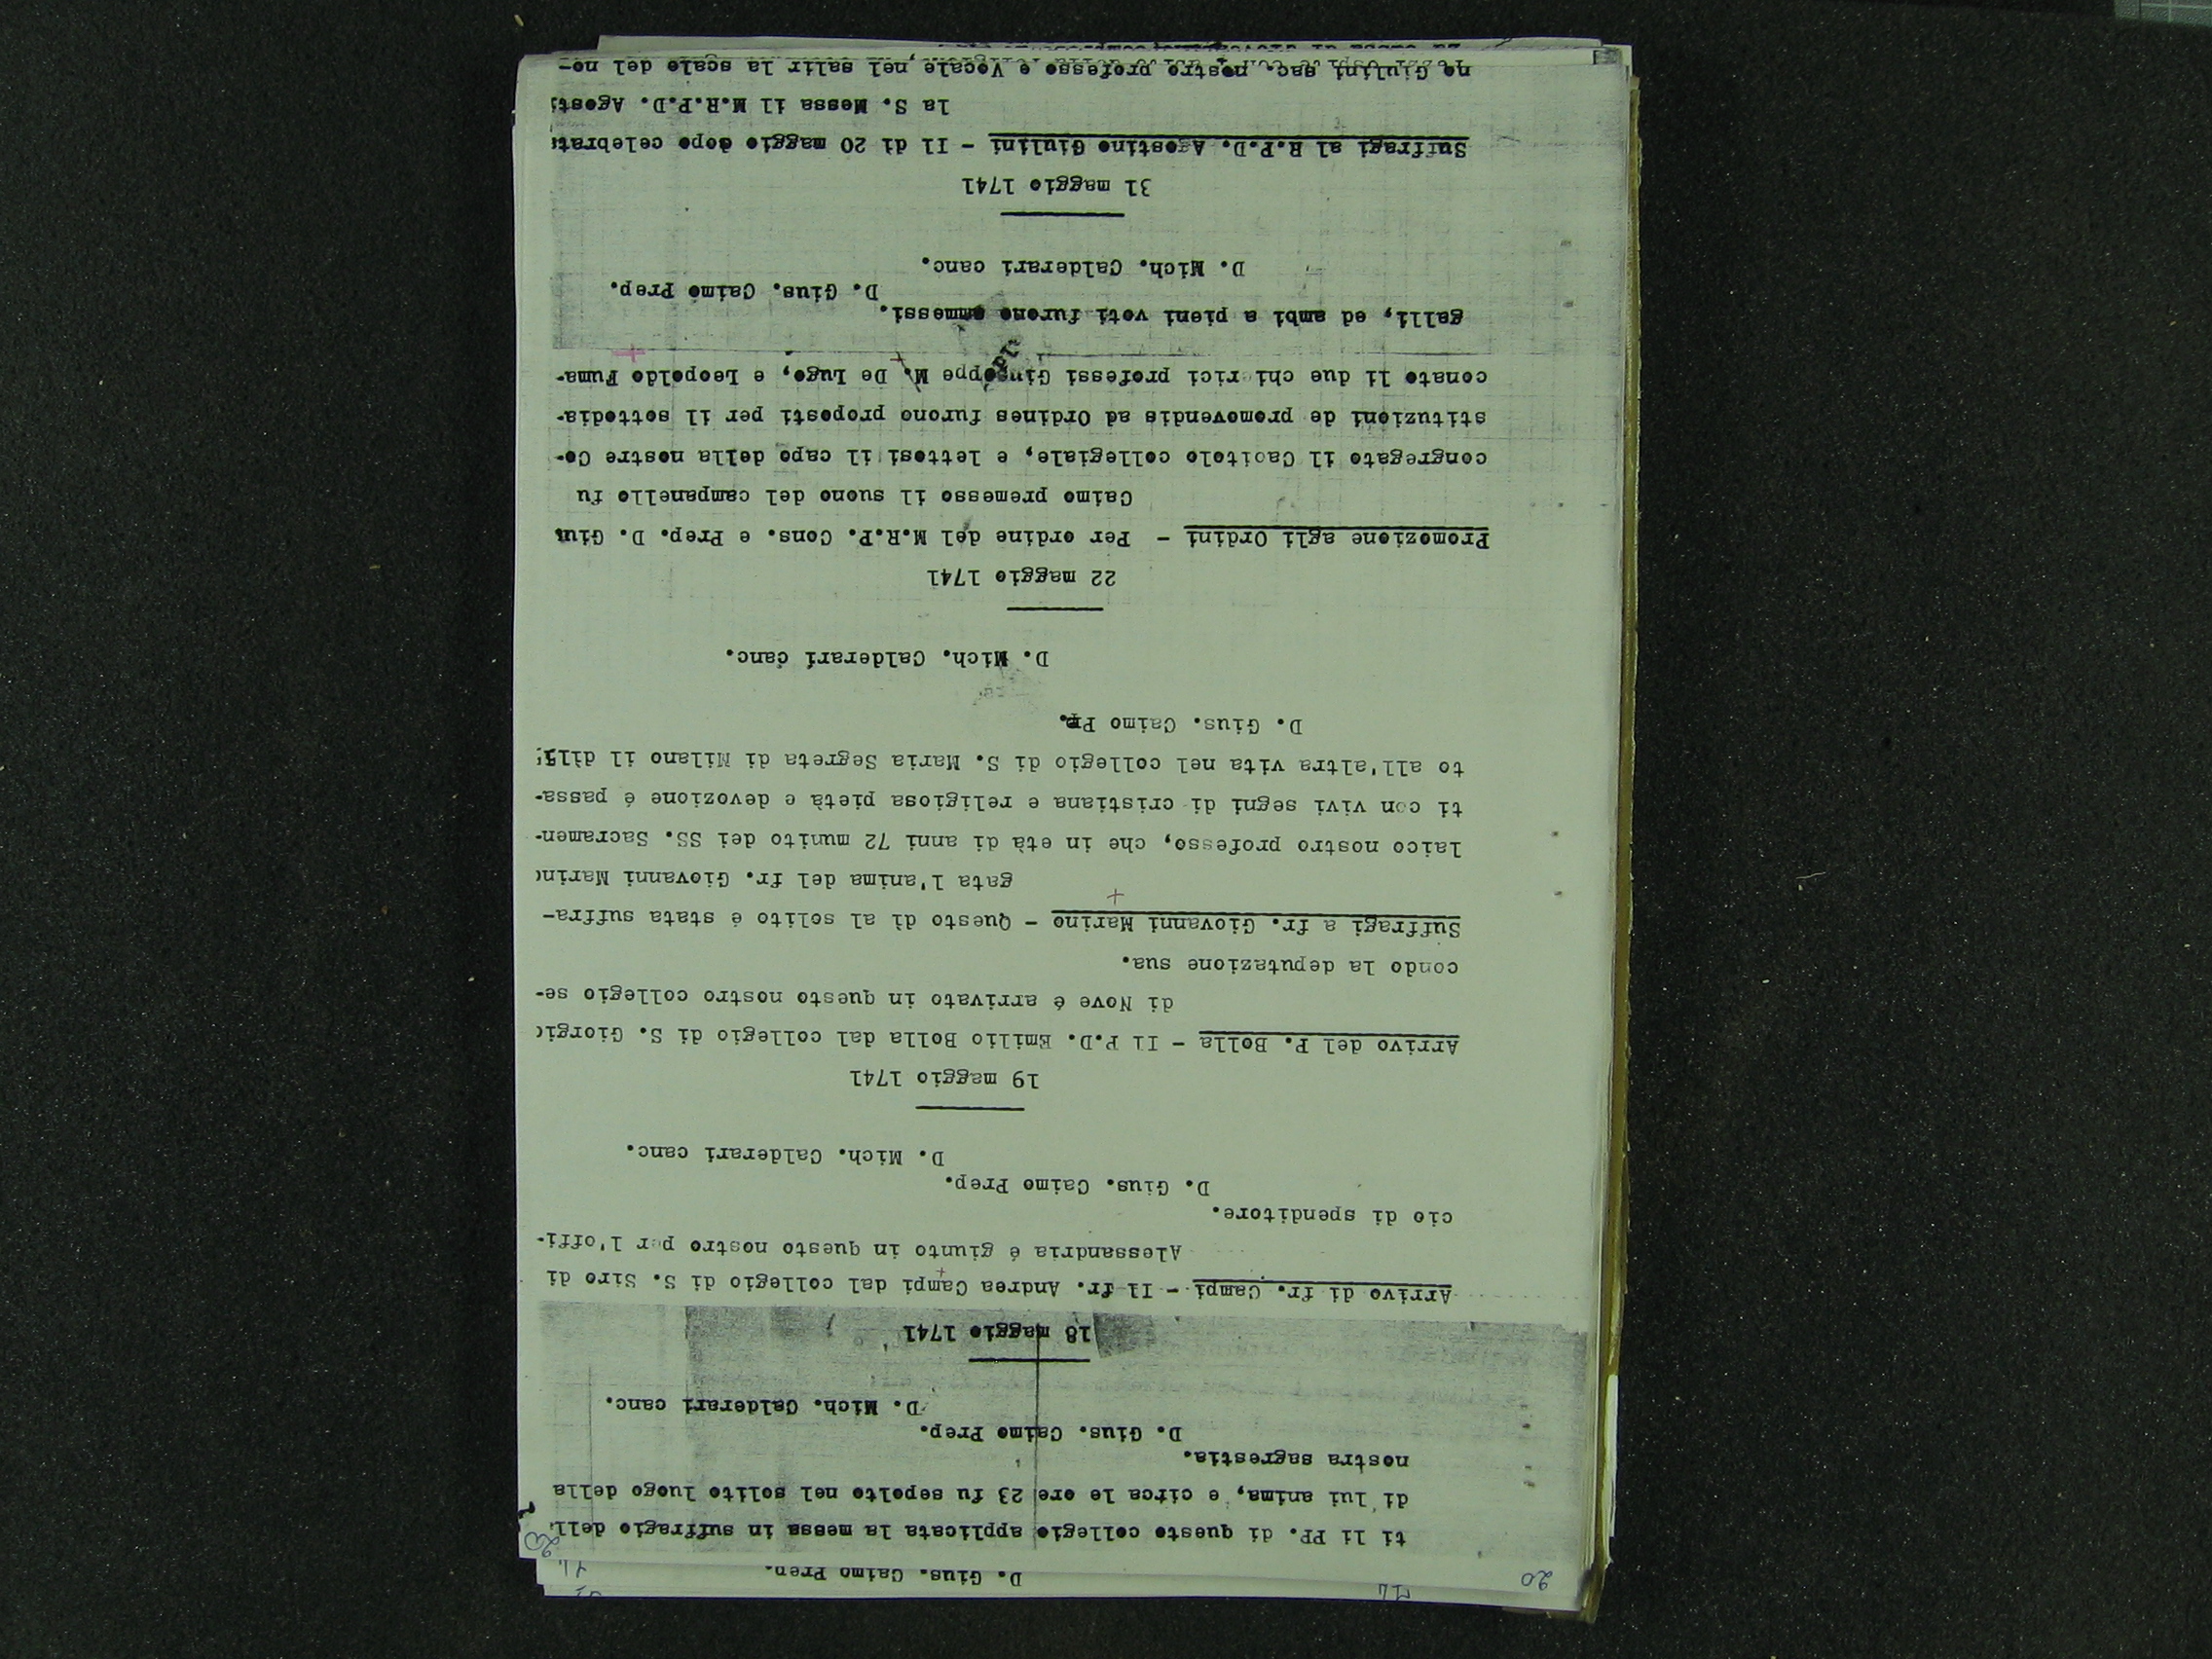 20
ti li PP. di questo collegio applicata la messa in suffragio dell'
di lui anima, e circa le ore 23 fu sepolto nel solito luogo della
nostra sagrestia.
D. Gius. Caimo Prep.
D. Mich. Calderari canc.
18 maggio 1741
Arrivo di fr. Campi - Il fr. Andrea Campi dal collegio di S. Siro di
Alessandria é giunto in questo nostro per l'offi-
cio di spenditore.
D. Gius. Caimo Prep.
D. Mich. Calderari canc.
19 maggio 1741
Arrivo del P. Bolla - Il P.D. Emilio Bolla dal collegio di S. Giorgio
di Nove é arrivato in questo nostro collegio se-
condo la deputazione sua.
Suffragi a fr. Giovanni Marino - Questo dì al solito é stata suffra-
gata l'anima del fr. Giovanni Marino
laico nostro professo, che in età di anni 72 munito dei SS. Sacramen-
ti con vivi segni di cristiana e religiosa pietà e devozione é passa-
to all'altra vita nel collegio di S. Maria Segreta di Milano il dì
D. Gius. Caimo Pp.
D. Mich. Calderari canc.
22 maggio 1741
Promozione agli Ordini - Per ordine del M.R.P. Cons. e Prep. D. Gius
Caimo premesso il suono del campanello fu
congregato il Capitolo collegiale, e lettosi il capo della nostre Co-
stituzioni de promovendis ad Ordines furono proposti per il sottodia-
conato li due chierici professi Giuseppe M. De Lugo, e Leopoldo Fuma-
galli, ed ambi a pieni voti furono ammessi.
D. Gius. Caimo Prep.
D. Mich. Calderari canc.
31 maggio 1741
Suffragi al R.P.D. Agostino Giulini - Il di 20 maggio dopo celebrata
la S. Messa il M.R.P.D. Agosti
no Giulini sac. nostro professo e Vocale, nel salir la scale del no-
D. Gius. Caimo Prep.